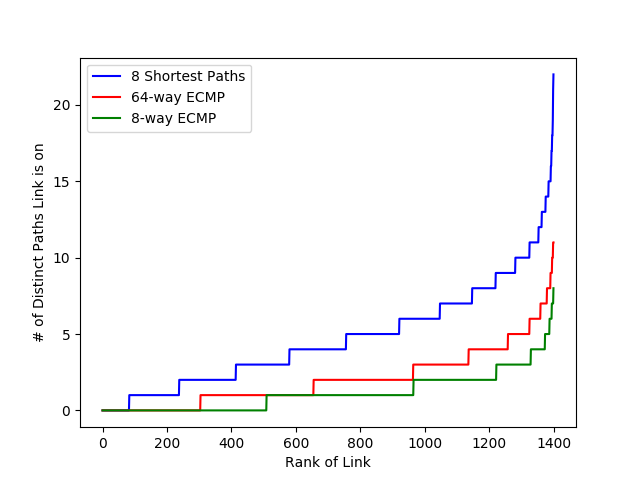 8 Shortest Paths
64-way ECMP
8-way ECMP
# of Distinct Paths Link is on
20
15
10
5
0
0 200 400 600 800 1000 1200 1400
Rank of Link